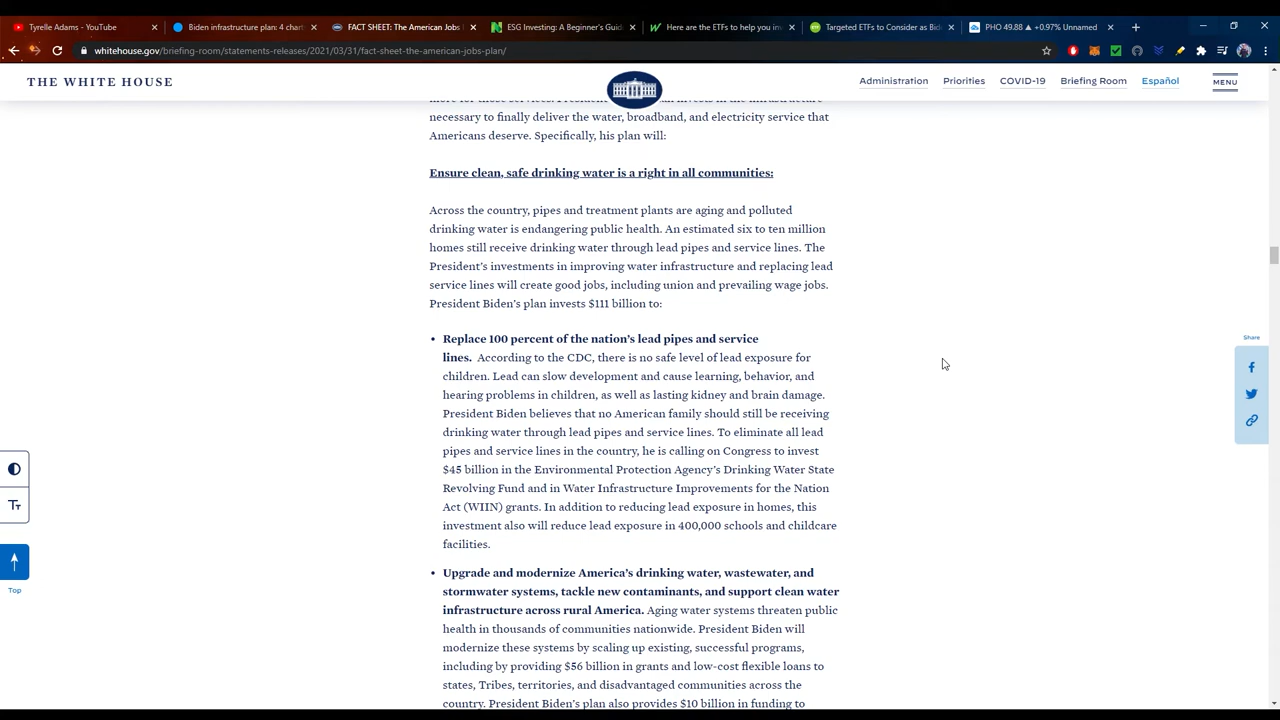 Tyrelle Adams - YouTube
Biden infrastructure plan: 4 chart
FACT SHEET: The American Jobs
ESG Investing: A Beginner's Guid
Here are the ETFs to help you inv
Targeted ETFs to Consider as Bid
PHO 49.88 ▲ +0.97% Unnamed
whitehouse.gov/briefing-room/statements-releases/2021/03/31/fact-sheet-the-american-jobs-plan/
THE WHITE HOUSE
Administration
Priorities
COVID-19
Briefing Room
Español
MENU
necessary to finally deliver the water, broadband, and electricity service that
Americans deserve. Specifically, his plan will:
Ensure clean, safe drinking water is a right in all communities:
Across the country, pipes and treatment plants are aging and polluted
drinking water is endangering public health. An estimated six to ten million
homes still receive drinking water through lead pipes and service lines. The
President's investments in improving water infrastructure and replacing lead
service lines will create good jobs, including union and prevailing wage jobs.
President Biden's plan invests $111 billion to:
• Replace 100 percent of the nation's lead pipes and service
lines. According to the CDC, there is no safe level of lead exposure for
children. Lead can slow development and cause learning, behavior, and
hearing problems in children, as well as lasting kidney and brain damage.
President Biden believes that no American family should still be receiving
drinking water through lead pipes and service lines. To eliminate all lead
pipes and service lines in the country, he is calling on Congress to invest
$45 billion in the Environmental Protection Agency's Drinking Water State
Revolving Fund and in Water Infrastructure Improvements for the Nation
Act (WIIN) grants. In addition to reducing lead exposure in homes, this
investment also will reduce lead exposure in 400,000 schools and childcare
facilities.
• Upgrade and modernize America's drinking water, wastewater, and
stormwater systems, tackle new contaminants, and support clean water
infrastructure across rural America. Aging water systems threaten public
health in thousands of communities nationwide. President Biden will
modernize these systems by scaling up existing, successful programs,
including by providing $56 billion in grants and low-cost flexible loans to
states, Tribes, territories, and disadvantaged communities across the
country. President Biden's plan also provides $10 billion in funding to
Share
Tт
Top